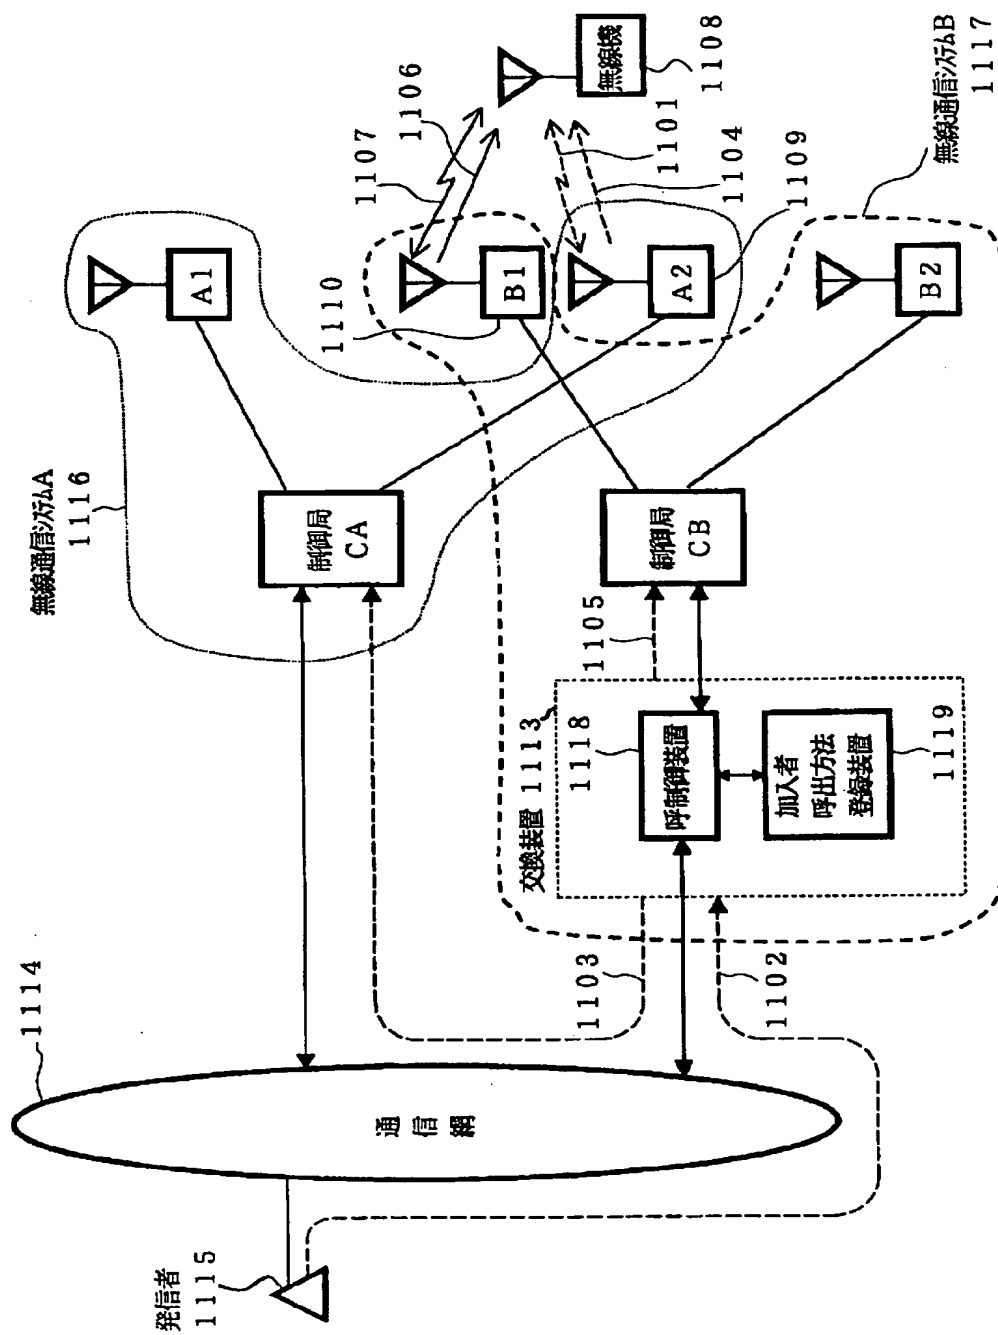 発信者
1115
1114
通信網
無線通信システムA
1116
制御局
CA
A1
1107
1106
無線機
1108
1110
B1
1101
1104
A2
1109
無線通信システムB
1117
B2
制御局
CB
1105
交換装置 1113
1118
呼制御装置
加入者
呼出方法
登録装置
1119
1103
1102